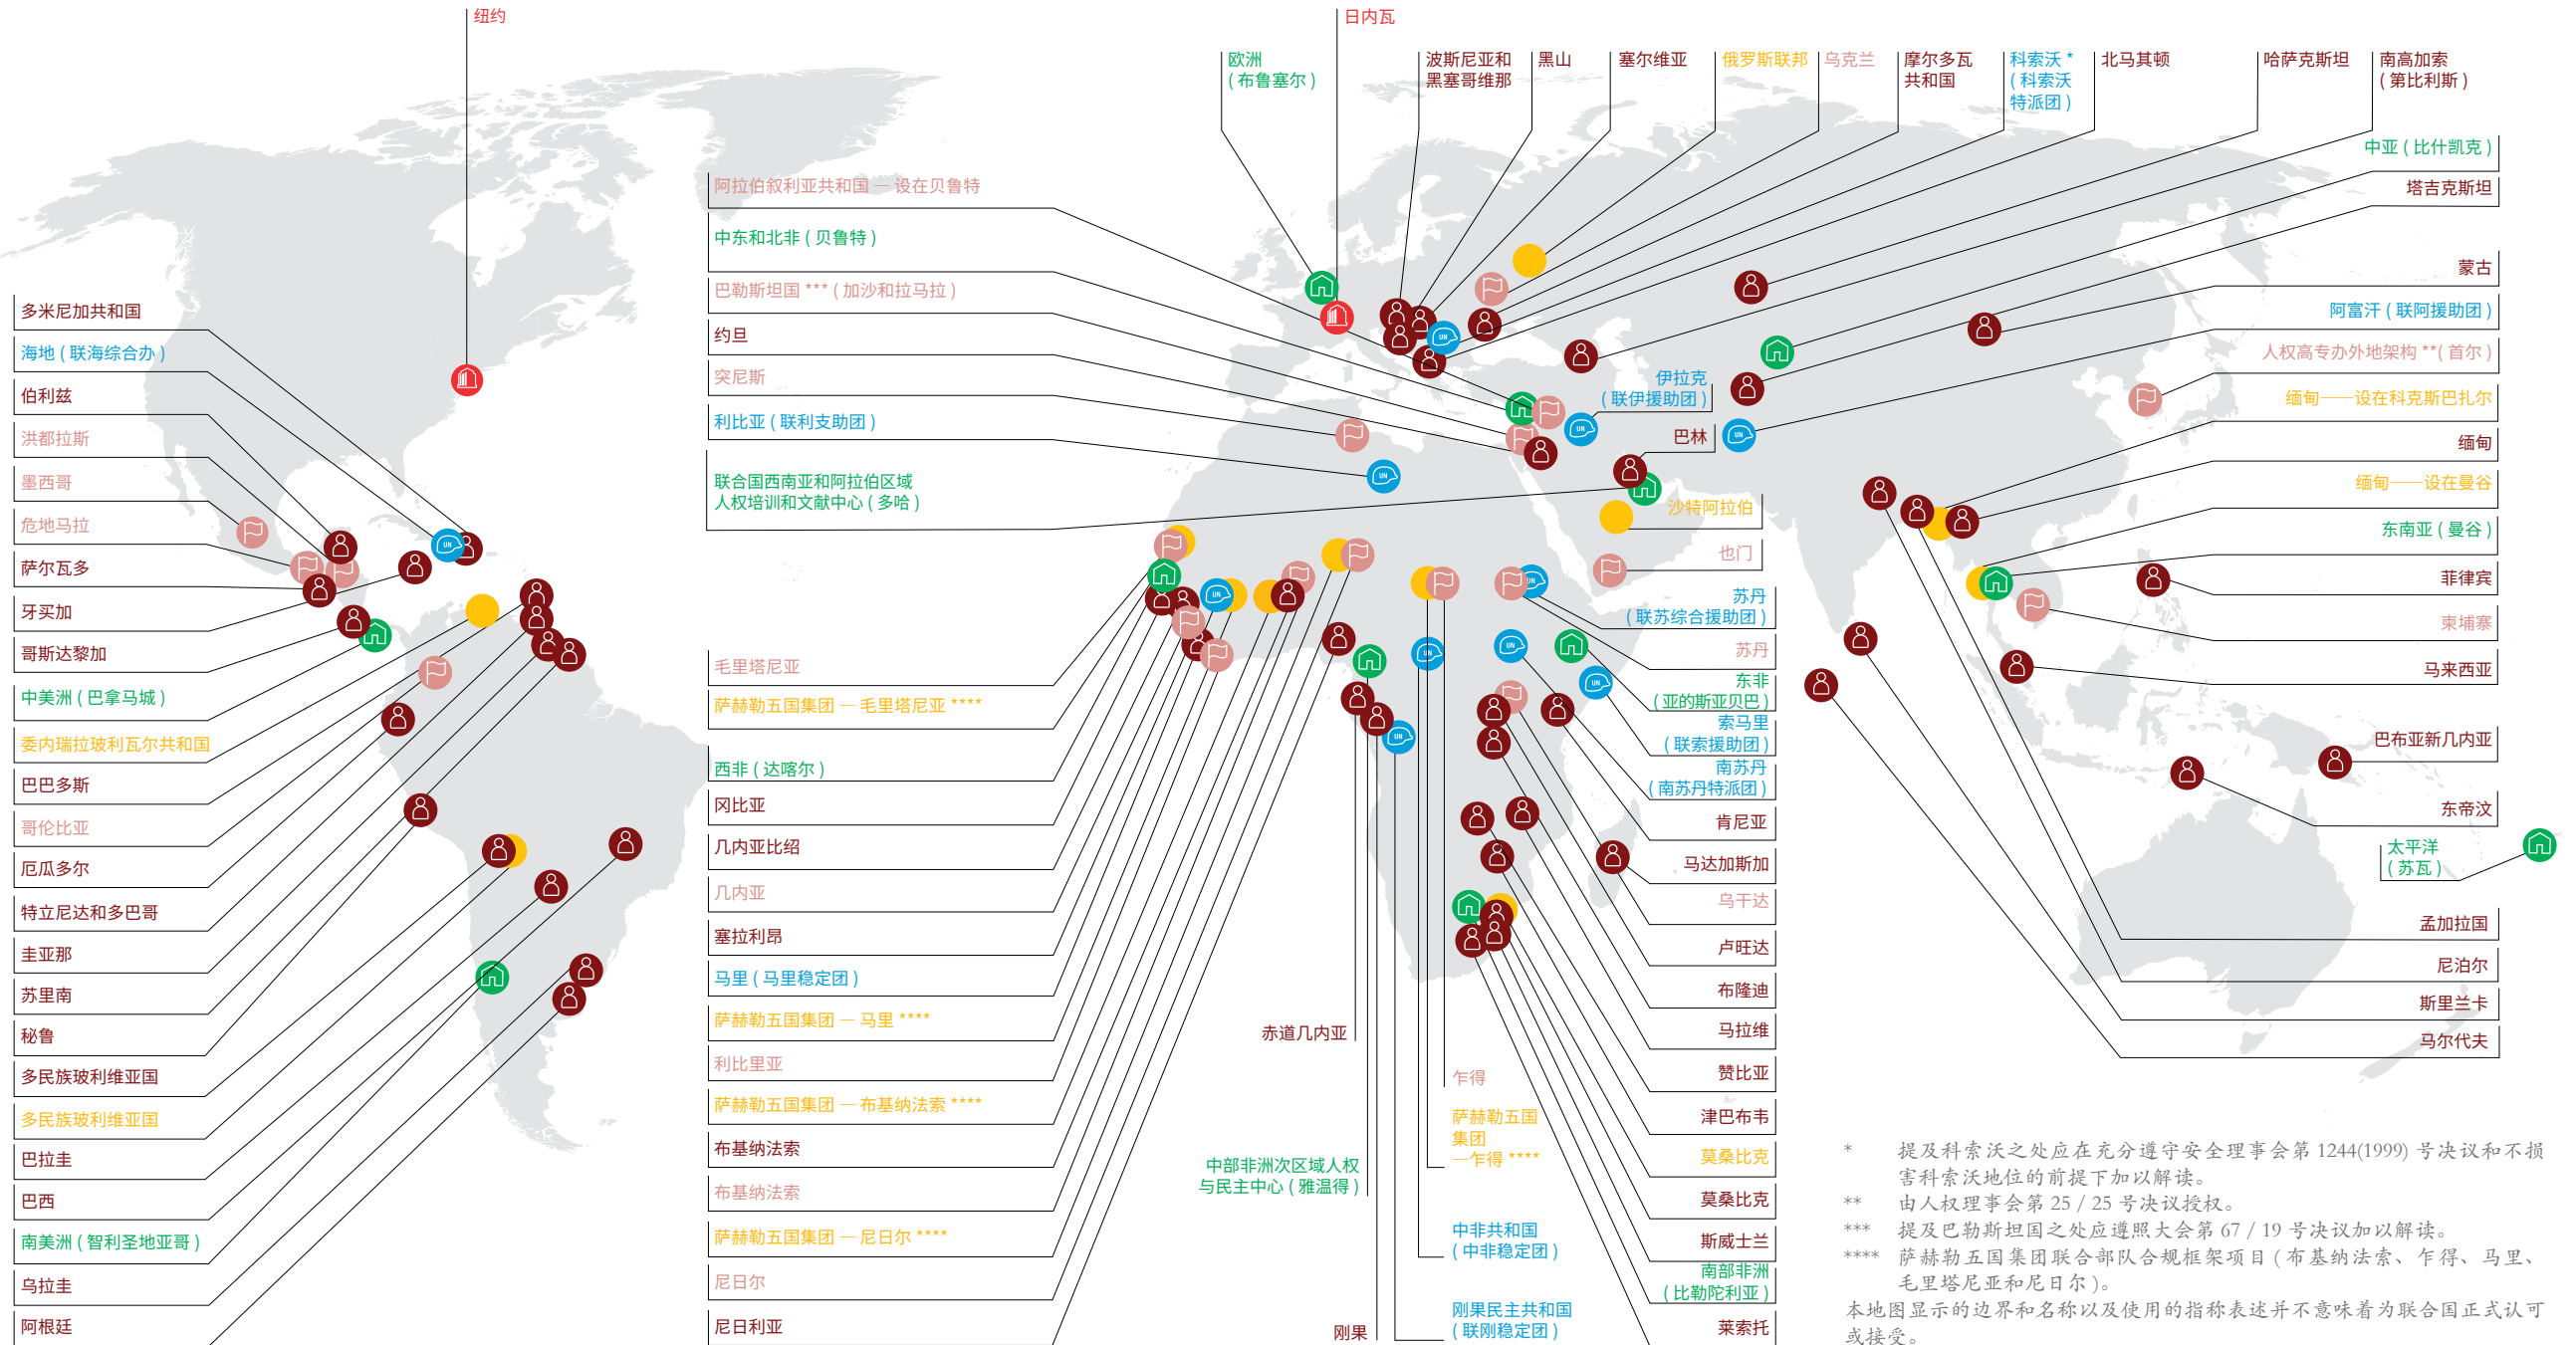 纽约
日内瓦
欧洲
( 布鲁塞尔 )
波斯尼亚和
黑塞哥维那
黑山
塞尔维亚
俄罗斯联邦
乌克兰
摩尔多瓦
共和国
科索沃 *
( 科索沃
特派团 )
北马其顿
哈萨克斯坦
南高加索
( 第比利斯 )
中亚 ( 比什凯克 )
塔吉克斯坦
蒙古
阿富汗 ( 联阿援助团 )
人权高专办外地架构 **( 首尔 )
缅甸——设在科克斯巴扎尔
缅甸
缅甸——设在曼谷
东南亚 ( 曼谷 )
菲律宾
柬埔寨
马来西亚
巴布亚新几内亚
东帝汶
太平洋
( 苏瓦 )
孟加拉国
尼泊尔
斯里兰卡
马尔代夫
多米尼加共和国
海地 ( 联海综合办 )
伯利兹
洪都拉斯
墨西哥
危地马拉
萨尔瓦多
牙买加
哥斯达黎加
中美洲 ( 巴拿马城 )
委内瑞拉玻利瓦尔共和国
巴巴多斯
哥伦比亚
厄瓜多尔
特立尼达和多巴哥
圭亚那
苏里南
秘鲁
多民族玻利维亚国
多民族玻利维亚国
巴拉圭
巴西
南美洲 ( 智利圣地亚哥 )
乌拉圭
阿根廷
阿拉伯叙利亚共和国 — 设在贝鲁特
中东和北非 ( 贝鲁特 )
巴勒斯坦国 *** ( 加沙和拉马拉 )
约旦
突尼斯
利比亚 ( 联利支助团 )
联合国西南亚和阿拉伯区域
人权培训和文献中心 ( 多哈 )
毛里塔尼亚
萨赫勒五国集团 — 毛里塔尼亚 ****
西非 ( 达喀尔 )
冈比亚
几内亚比绍
几内亚
塞拉利昂
马里 ( 马里稳定团 )
萨赫勒五国集团 — 马里 ****
利比里亚
萨赫勒五国集团 — 布基纳法索 ****
布基纳法索
布基纳法索
萨赫勒五国集团 — 尼日尔 ****
尼日尔
尼日利亚
伊拉克
( 联伊援助团 )
巴林
沙特阿拉伯
也门
苏丹
( 联苏综合援助团 )
苏丹
东非
( 亚的斯亚贝巴 )
索马里
( 联索援助团 )
南苏丹
( 南苏丹特派团 )
肯尼亚
马达加斯加
乌干达
卢旺达
布隆迪
马拉维
赞比亚
津巴布韦
莫桑比克
莫桑比克
斯威士兰
南部非洲
( 比勒陀利亚 )
莱索托
赤道几内亚
中部非洲次区域人权
与民主中心 ( 雅温得 )
刚果
乍得
萨赫勒五国
集团
—乍得 ****
中非共和国
( 中非稳定团 )
刚果民主共和国
( 联刚稳定团 )
* 提及科索沃之处应在充分遵守安全理事会第 1244(1999) 号决议和不损
害科索沃地位的前提下加以解读。
** 由人权理事会第 25 / 25 号决议授权。
*** 提及巴勒斯坦国之处应遵照大会第 67 / 19 号决议加以解读。
**** 萨赫勒五国集团联合部队合规框架项目 ( 布基纳法索、乍得、马里、
毛里塔尼亚和尼日尔 )。
本地图显示的边界和名称以及使用的指称表述并不意味着为联合国正式认可
或接受。